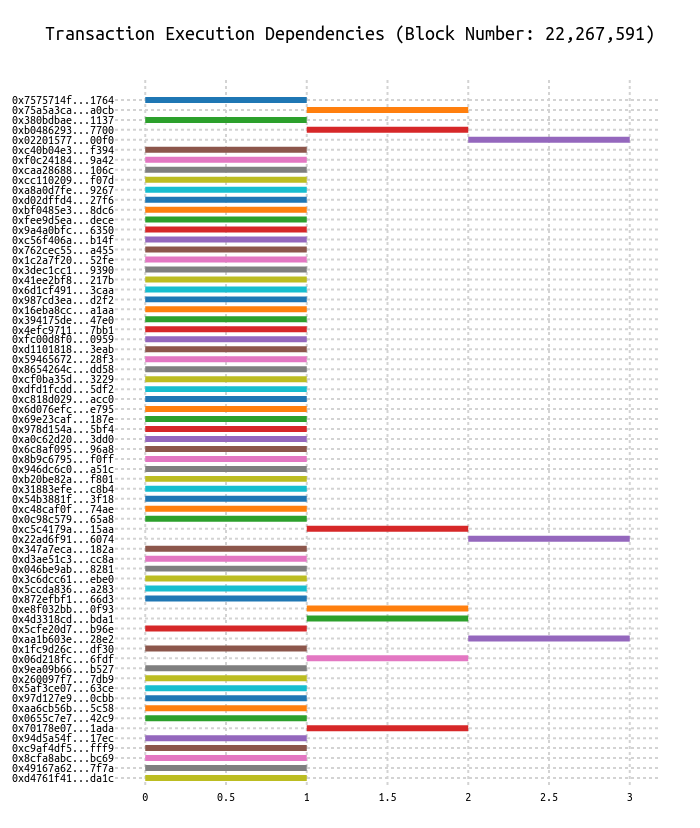 Transaction Execution Dependencies (Block Number: 22,267,591)
0x7575714f...1764
0x75a5a3ca...a0cb
0x380bdbae...1137
0xb0486293...7700
0x02201577...00f0
0xc40b04e3...f394
0xf0c24184...9a42
0xcaa28688...106c
0xcc110209...f07d
0xa8a0d7fe...9267
0xd02dffd4...27f6
0xbf0485e3...8dc6
0xfee9d5ea...dece
0x9a4a0bfc...6350
0xc56f406a...b14f
0x762cec55...a455
0x1c2a7f20...52fe
0x3dec1cc1...9390
0x41ee2bf8...217b
0x6d1cf491...3caa
0x987cd3ea...d2f2
0x16eba8cc...a1aa
0x394175de...47e0
0x4efc9711...7bb1
0xfc00d8f0...0959
0xd1101818...3eab
0x59465672...28f3
0x8654264c...dd58
0xcf0ba35d...3229
0xdfd1fcdd...5df2
0xc818d029...acc0
0x6d076efc...e795
0x69e23caf...187e
0x978d154a...5bf4
0xa0c62d20...3dd0
0x6c8af095...96a8
0x8b9c6795...f0ff
0x946dc6c0...a51c
0xb20be82a...f801
0x31883efe...c8b4
0x54b3881f...3f18
0xc48caf0f...74ae
0x0c98c579...65a8
0xc5c4179a...15aa
0x22ad6f91...6074
0x347a7eca...182a
0xd3ae51c3...cc8a
0x046be9ab...8281
0x3c6dcc61...ebe0
0x5ccda836...a283
0x872efbf1...66d3
0xe8f032bb...0f93
0x4d3318cd...bda1
0x5cfe20d7...b96e
0xaa1b603e...28e2
0x1fc9d26c...df30
0x06d218fc...6fdf
0x9ea09b66...b527
0x260097f7...7db9
0x5af3ce07...63ce
0x97d127e9...0cbb
0xaa6cb56b...5c58
0x0655c7e7...42c9
0x70178e07...1ada
0x94d5a54f...17ec
0xc9af4df5...fff9
0x8cfa8abc...bc69
0x49167a62...7f7a
0xd4761f41...da1c
0 0.5 1 1.5 2 2.5 3